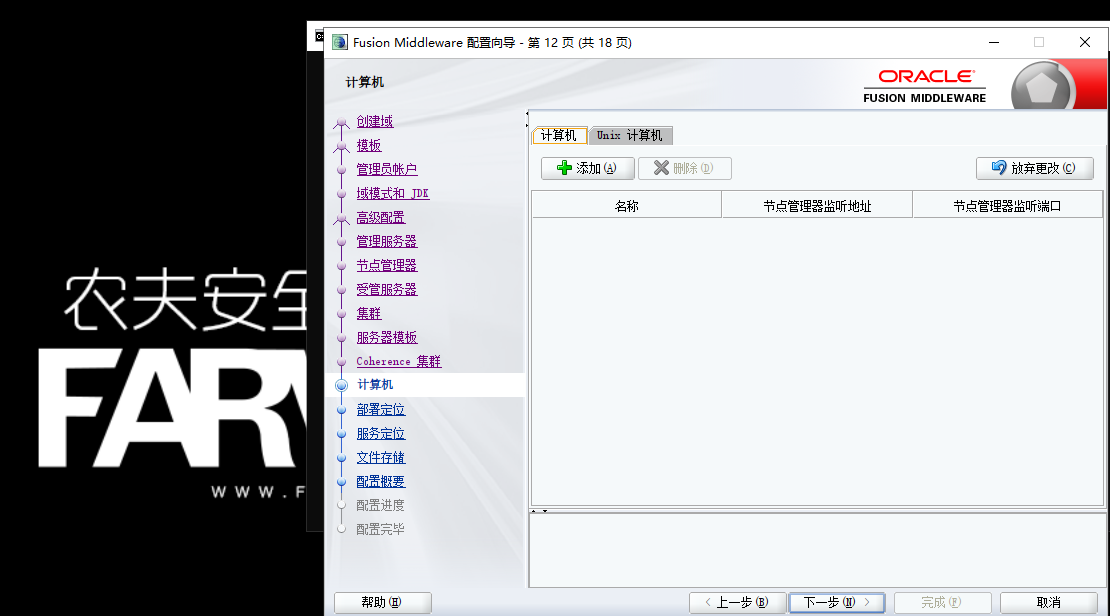 Fusion Middleware 配置向导 - 第 12 页 (共 18 页)
计算机
ORACLE
FUSION MIDDLEWARE
创建域
模板
管理员帐户
域模式和 JDK
高级配置
管理服务器
节点管理器
受管服务器
集群
服务器模板
Coherence 集群
计算机
部署定位
服务定位
文件存储
配置概要
配置进度
配置完毕
计算机 Unix 计算机
添加(A) 删除(D) 放弃更改(C)
名称 节点管理器监听地址 节点管理器监听端口
农夫安全
WWW.F
帮助(H) < 上一步(B) 下一步(N) > 完成(F) 取消